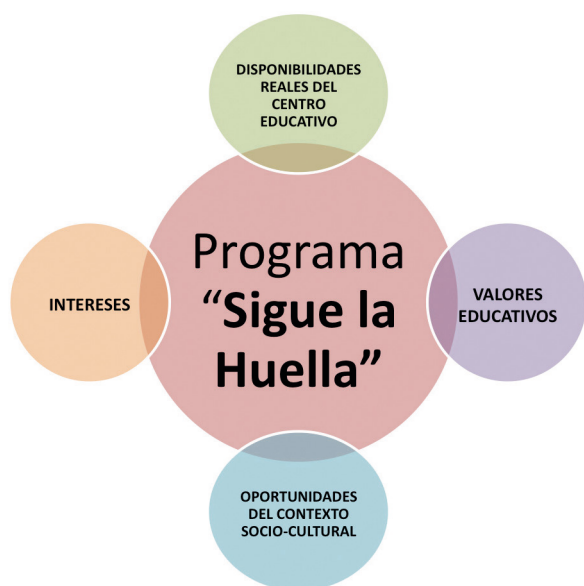 DISPONIBILIDADES
REALES DEL
CENTRO
EDUCATIVO
Programa
“Sigue la
Huella”
INTERESES
VALORES
EDUCATIVOS
OPORTUNIDADES
DEL CONTEXTO
SOCIO-CULTURAL